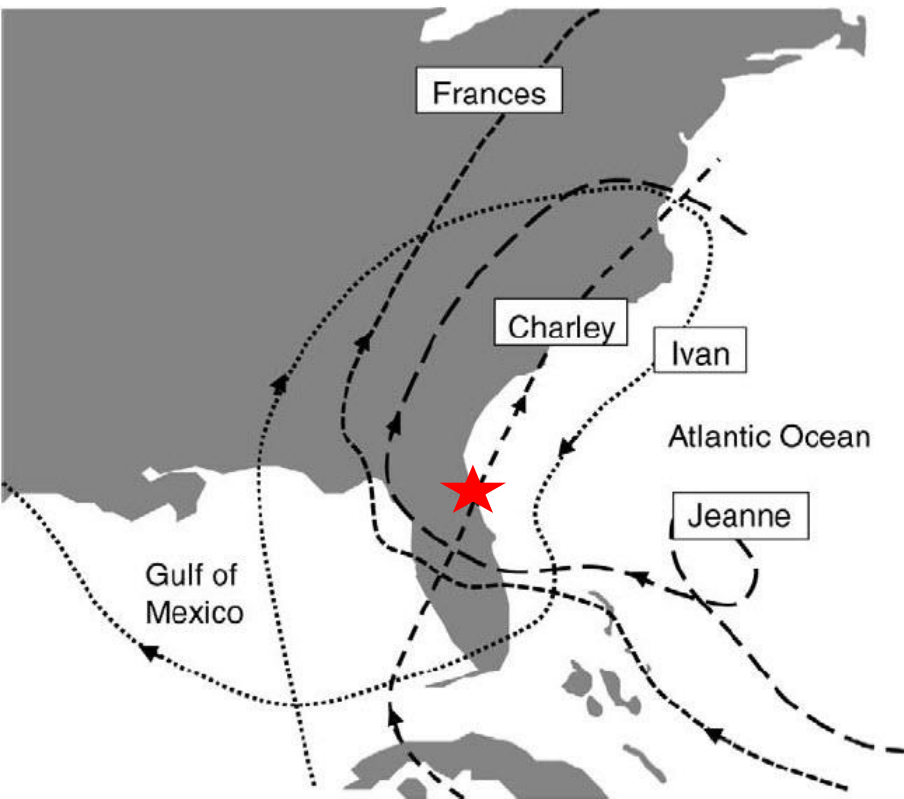 Frances
Charley
Ivan
Atlantic Ocean
Jeanne
Gulf of
Mexico